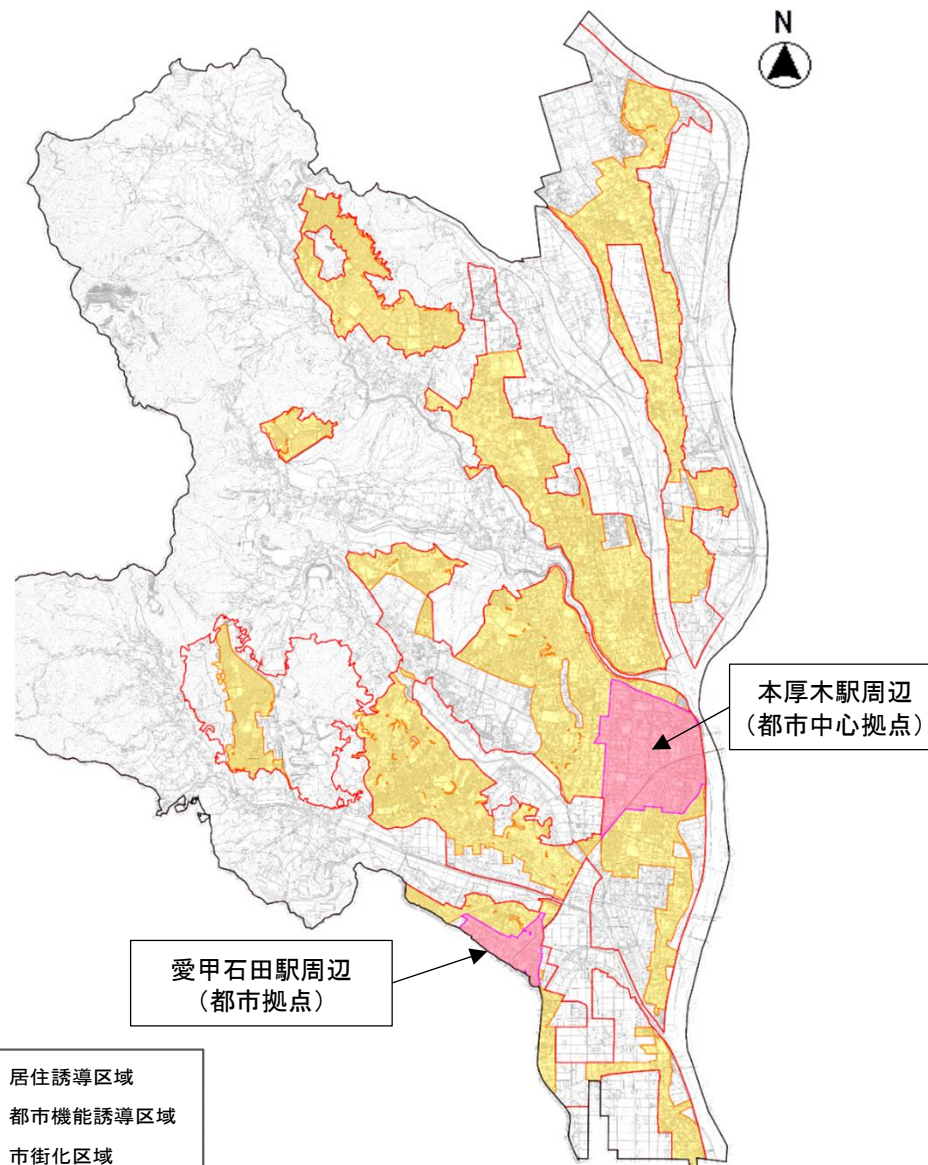 N
本厚木駅周辺
（都市中心拠点）
愛甲石田駅周辺
（都市拠点）
居住誘導区域
都市機能誘導区域
市街化区域